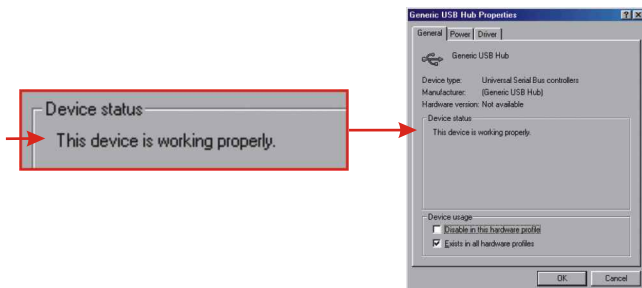 Device status
This device is working properly.
Generic USB Hub Properties
General Power Driver
Generic USB Hub
Device type: Universal Serial Bus controllers
Manufacturer: (Generic USB Hub)
Hardware version: Not available
Device status
This device is working properly.
Device usage
Disable in this hardware profile
Exists in all hardware profiles
OK Cancel